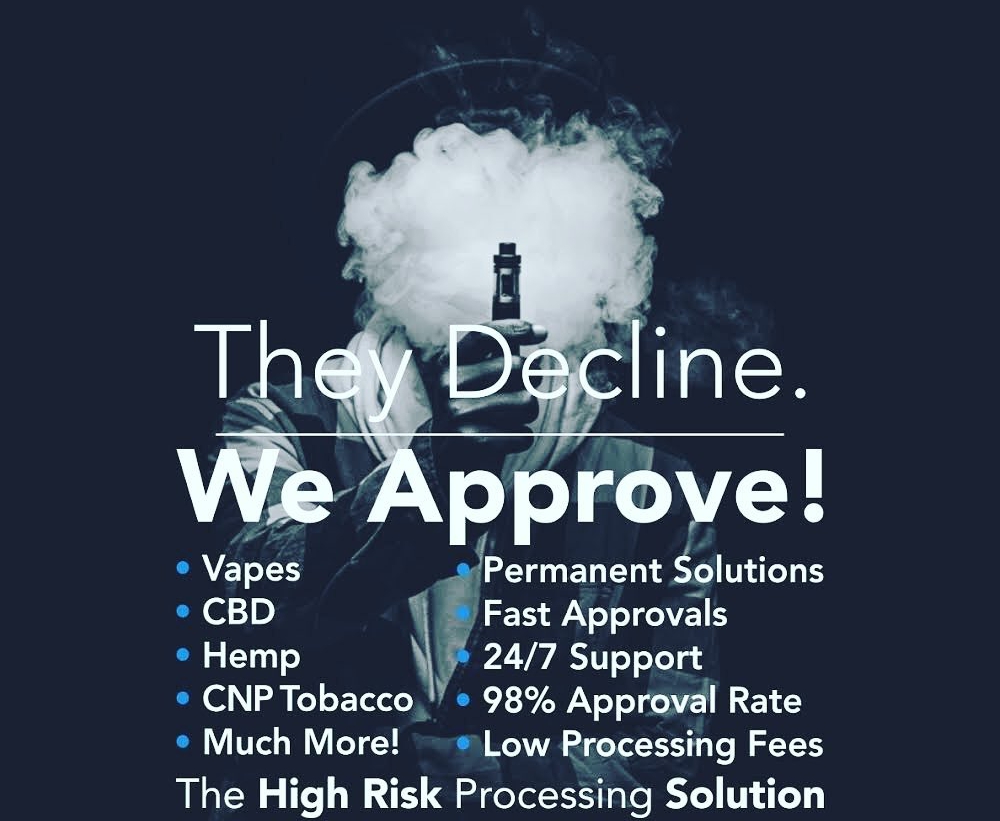 They Decline.
We Approve!
• Vapes
• CBD
• Hemp
• CNP Tobacco
• Much More!
• Permanent Solutions
• Fast Approvals
• 24/7 Support
• 98% Approval Rate
• Low Processing Fees
The High Risk Processing Solution